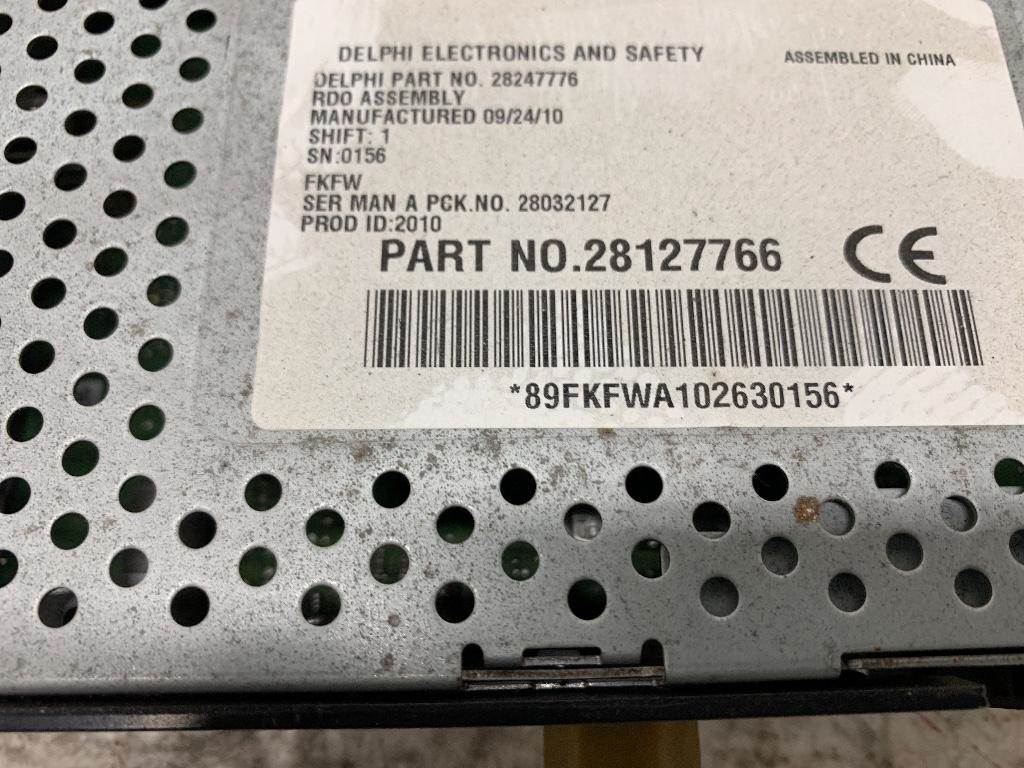 DELPHI ELECTRONICS AND SAFETY
ASSEMBLED IN CHINA
DELPHI PART NO. 28247776
RDO ASSEMBLY
MANUFACTURED 09/24/10
SHIFT: 1
SN:0156
FKFW
SER MAN A PCK.NO. 28032127
PROD ID:2010
PART NO.28127766 CE
*89FKFWA102630156*